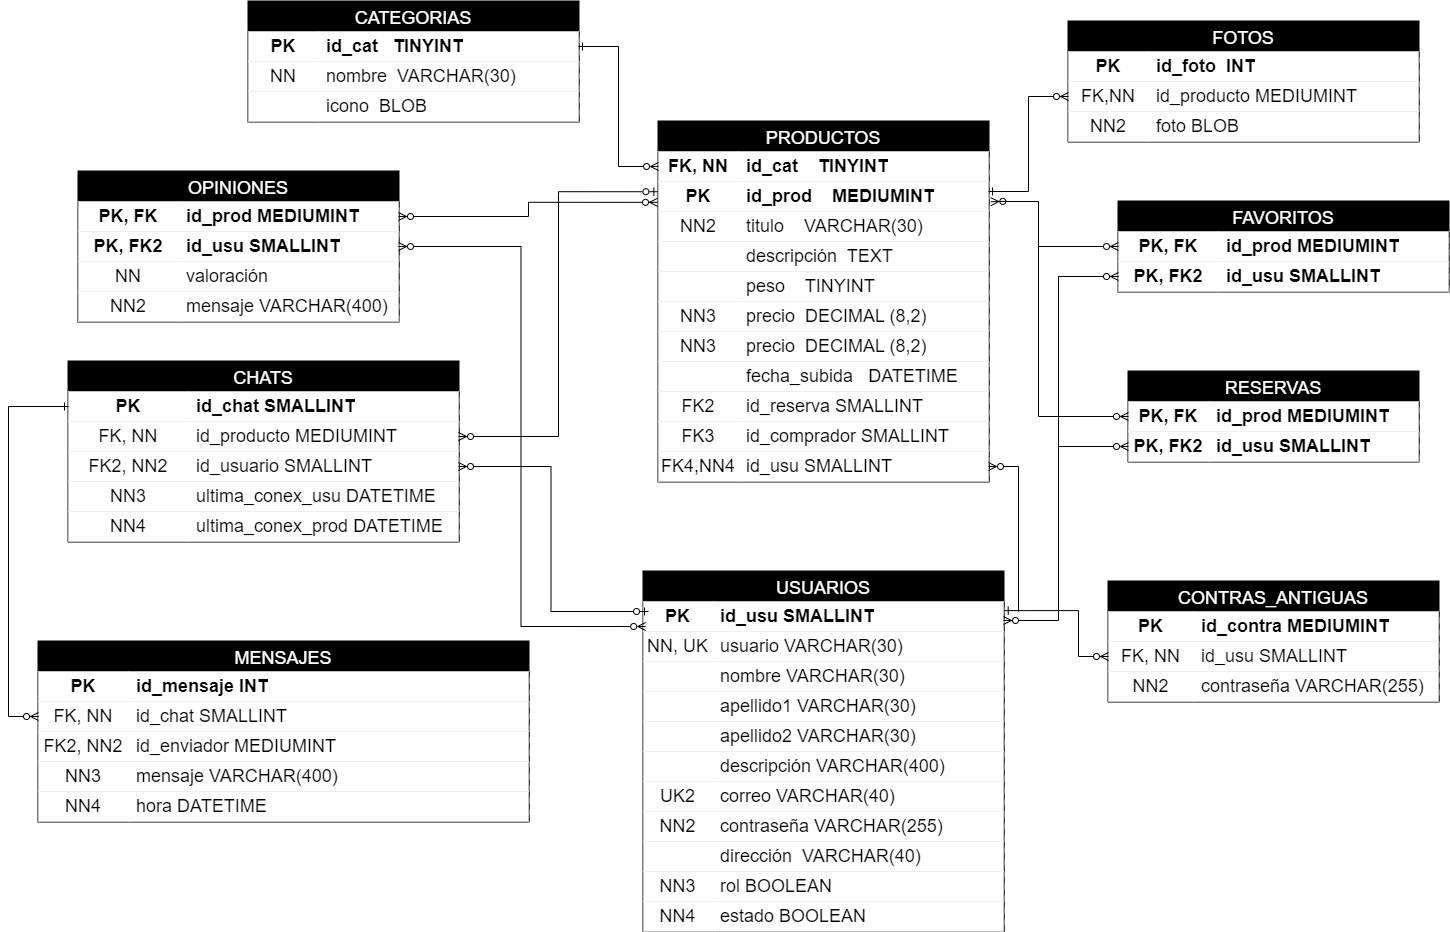 CATEGORIAS
PK id_cat TINYINT
NN nombre VARCHAR(30)
icono BLOB
FOTOS
PK id_foto INT
FK,NN id_producto MEDIUMINT
NN2 foto BLOB
PRODUCTOS
FK, NN id_cat TINYINT
PK id_prod MEDIUMINT
NN2 titulo VARCHAR(30)
descripción TEXT
peso TINYINT
NN3 precio DECIMAL (8,2)
NN3 precio DECIMAL (8,2)
fecha_subida DATETIME
FK2 id_reserva SMALLINT
FK3 id_comprador SMALLINT
FK4,NN4 id_usu SMALLINT
OPINIONES
PK, FK id_prod MEDIUMINT
PK, FK2 id_usu SMALLINT
NN valoración
NN2 mensaje VARCHAR(400)
FAVORITOS
PK, FK id_prod MEDIUMINT
PK, FK2 id_usu SMALLINT
CHATS
PK id_chat SMALLINT
FK, NN id_producto MEDIUMINT
FK2, NN2 id_usuario SMALLINT
NN3 ultima_conex_usu DATETIME
NN4 ultima_conex_prod DATETIME
RESERVAS
PK, FK id_prod MEDIUMINT
PK, FK2 id_usu SMALLINT
USUARIOS
PK id_usu SMALLINT
NN, UK usuario VARCHAR(30)
nombre VARCHAR(30)
apellido1 VARCHAR(30)
apellido2 VARCHAR(30)
descripción VARCHAR(400)
UK2 correo VARCHAR(40)
NN2 contraseña VARCHAR(255)
dirección VARCHAR(40)
NN3 rol BOOLEAN
NN4 estado BOOLEAN
CONTRAS_ANTIGUAS
PK id_contra MEDIUMINT
FK, NN id_usu SMALLINT
NN2 contraseña VARCHAR(255)
MENSAJES
PK id_mensaje INT
FK, NN id_chat SMALLINT
FK2, NN2 id_enviador MEDIUMINT
NN3 mensaje VARCHAR(400)
NN4 hora DATETIME